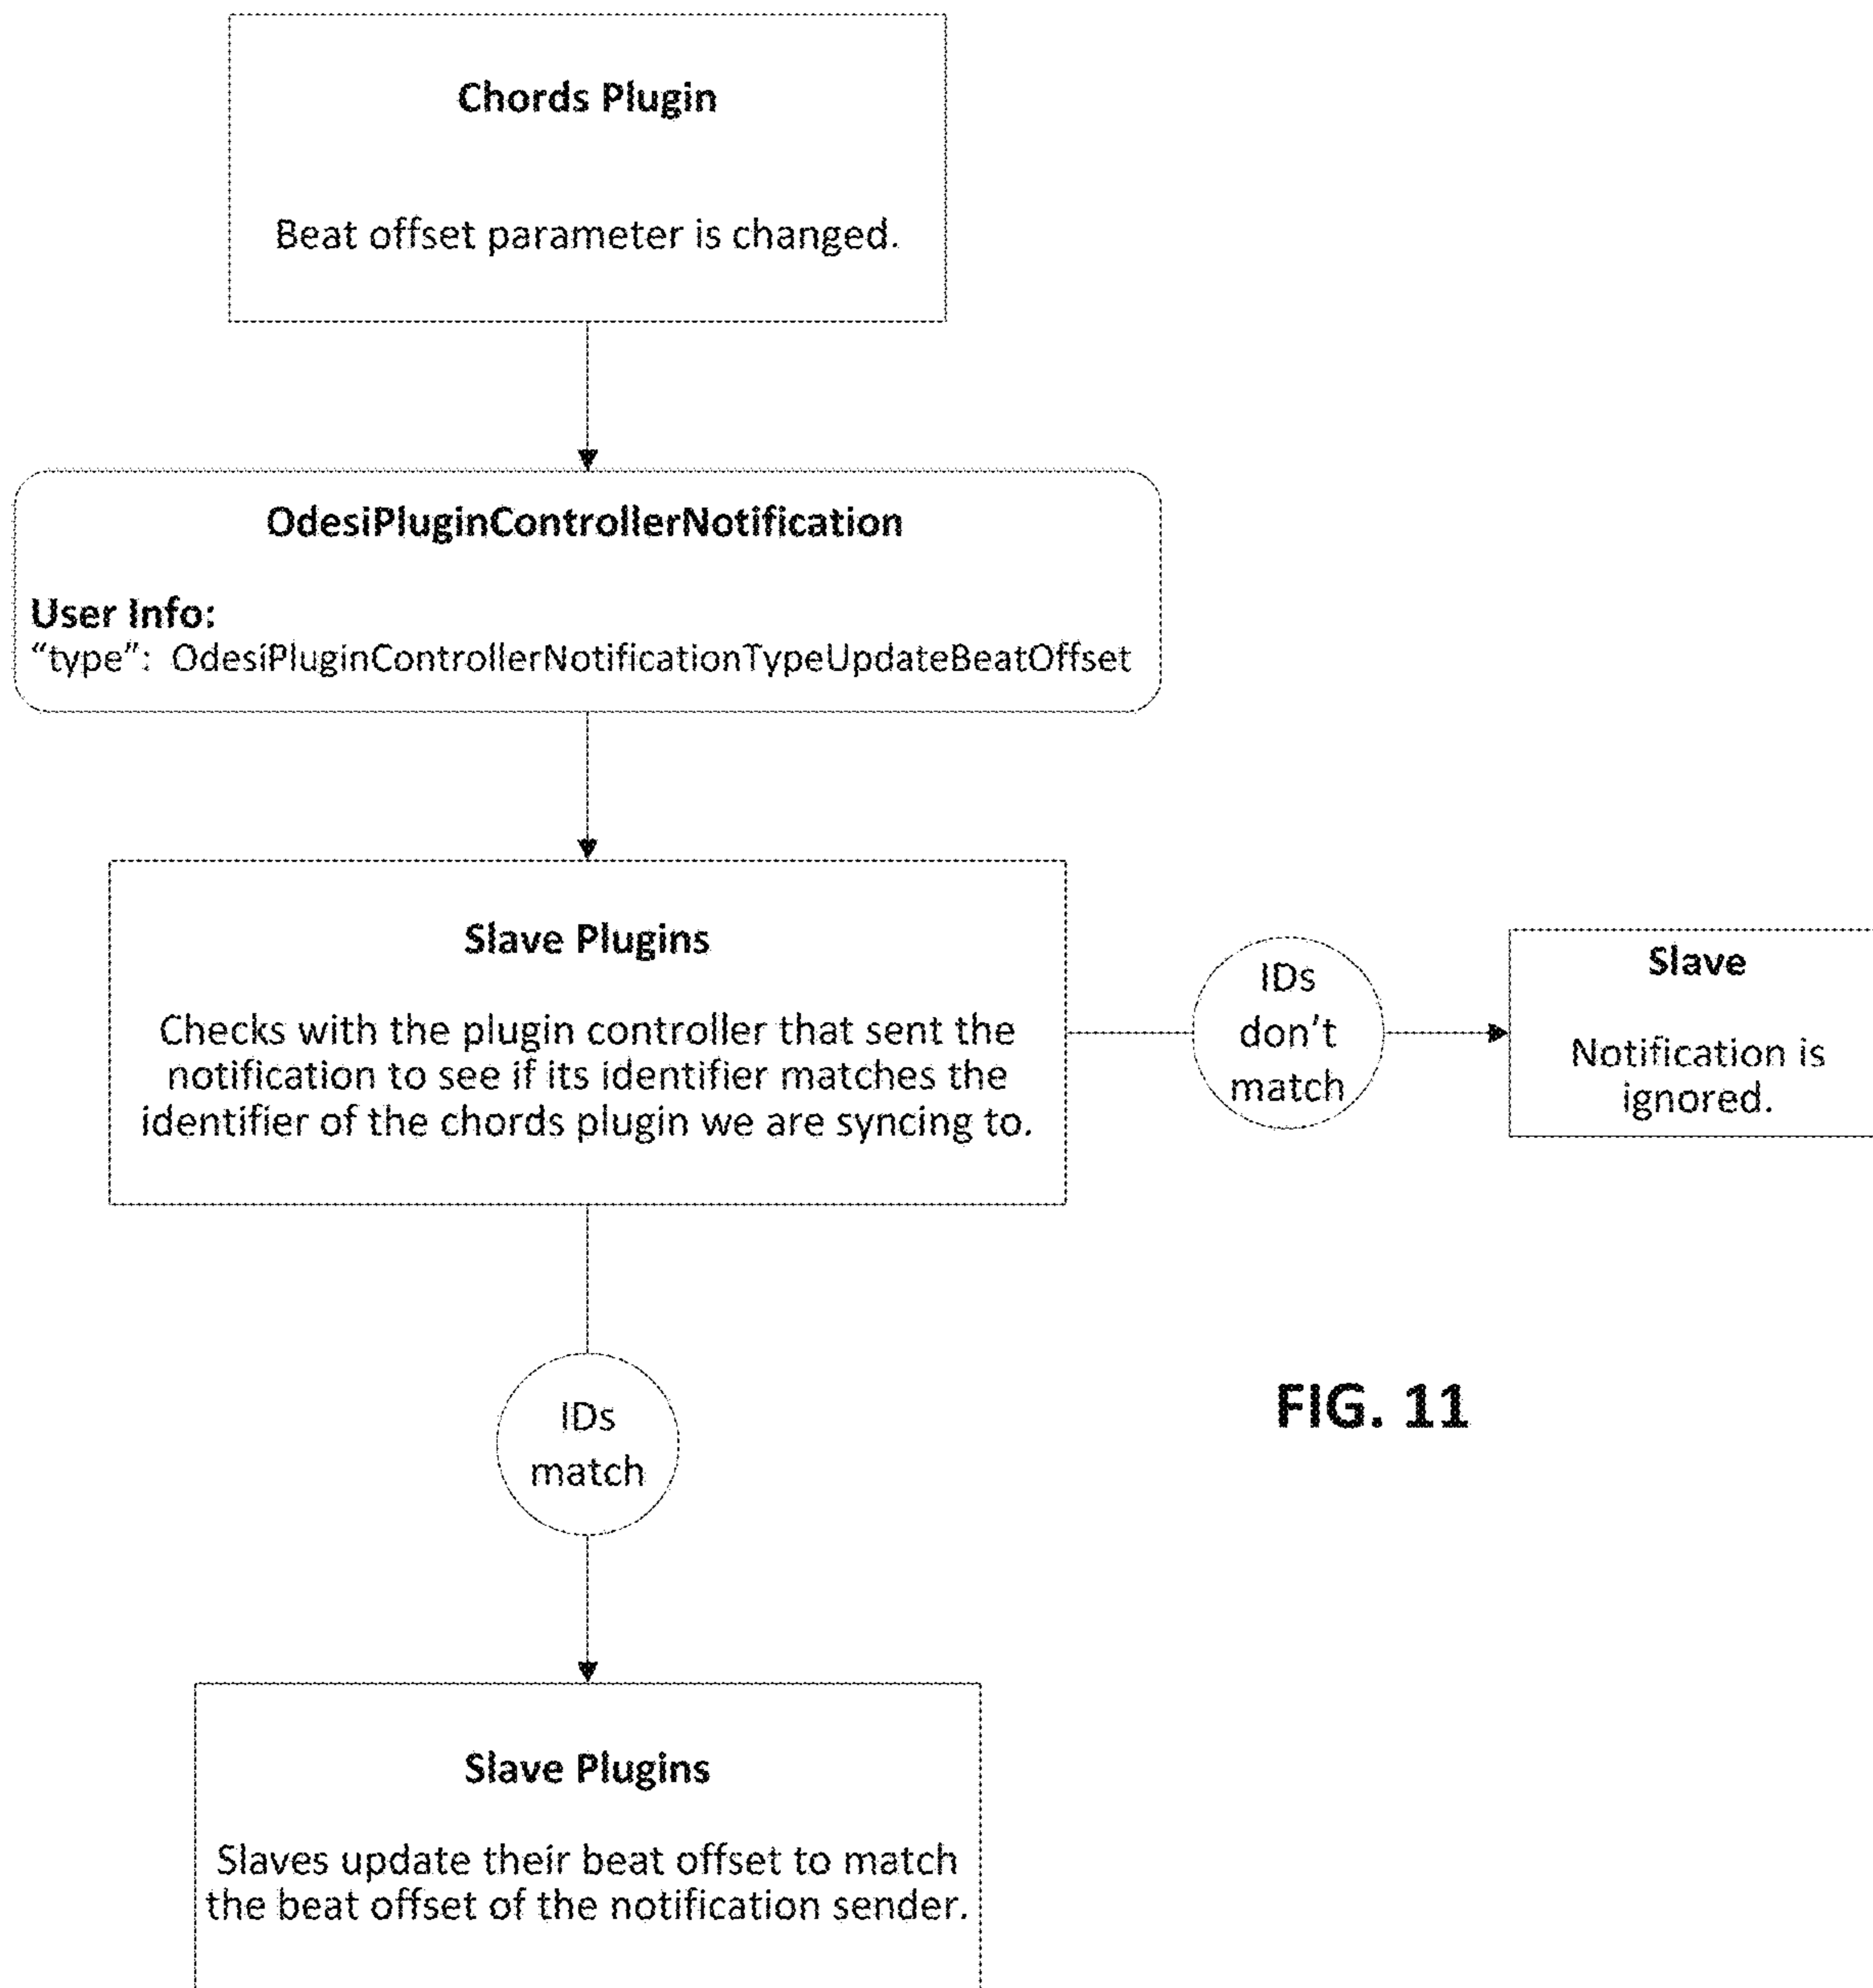 Chords Plugin
Beat offset parameter is changed.
OdesiPluginControllerNotification
User Info:
“type”: OdesiPluginControllerNotificationTypeUpdateBeatOffset
Slave Plugins
Checks with the plugin controller that sent the
notification to see if its identifier matches the
identifier of the chords plugin we are syncing to.
IDs
don’t
match
Slave
Notification is
ignored.
IDs
match
FIG. 11
Slave Plugins
Slaves update their beat offset to match
the beat offset of the notification sender.